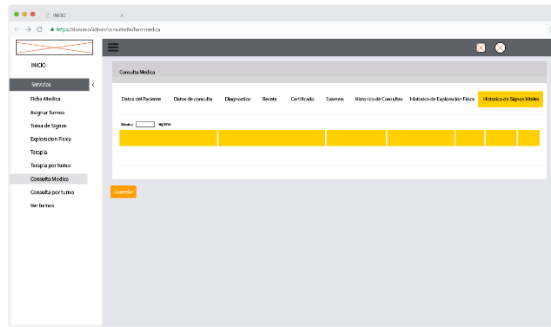 INICIO
INICIO
Servicios
Ficha Medica
Asignar Turnos
Toma de Signos
Exploracion Fisica
Terapia
Terapia por turno
Consulta Medica
Consulta por turno
Ver turnos
Consulta Medica
Datos del Paciente Datos de consulta Diagnostico Receta Certificado Examen Historico de Consultas Historico de Exploracion Fisica Historico de Signos Vitales
Guardar